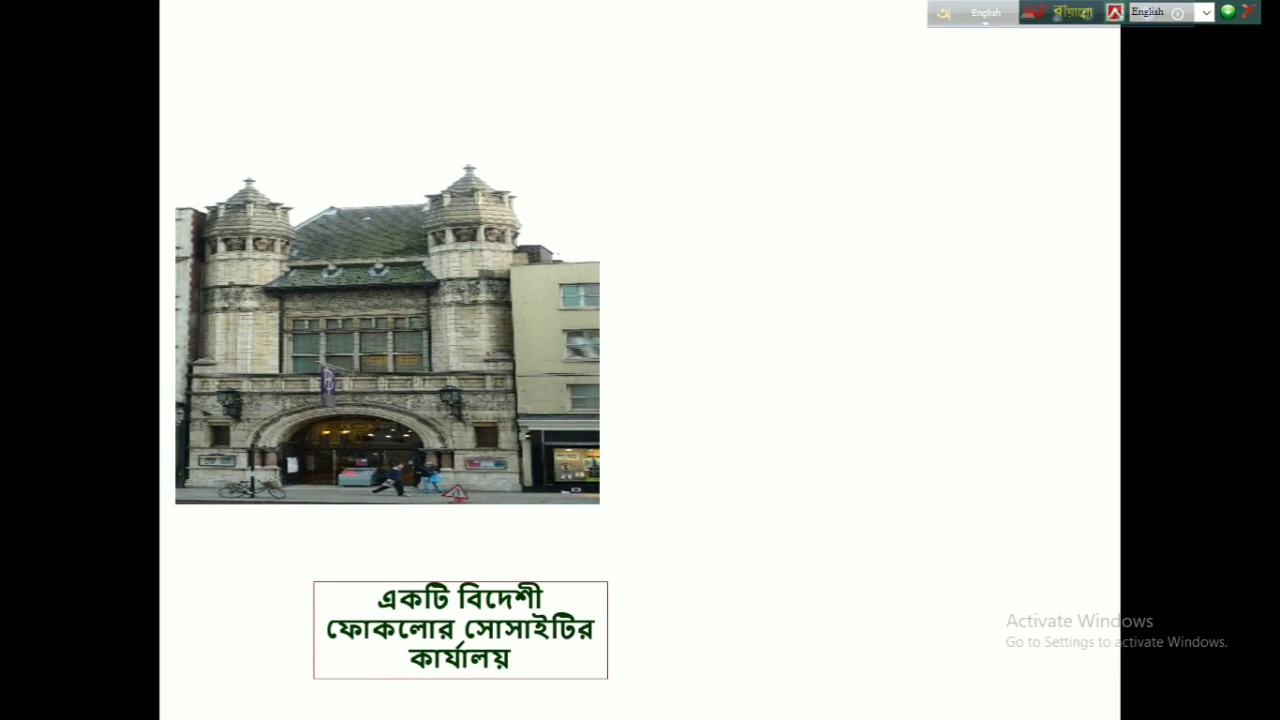 English
English
একটি বিদেশী
ফোকলোর সোসাইটির
কার্যালয়
Activate Windows
Go to Settings to activate Windows.